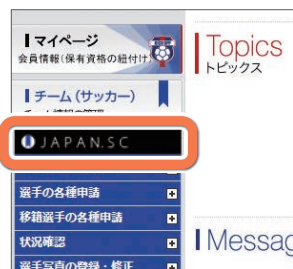 マイページ
会員情報(保有資格の紐付け)
Topics
トピックス
チーム(サッカー)
JAPAN.SC
選手の各種申請
移籍選手の各種申請
状況確認
選手写真の登録・修正
Messag